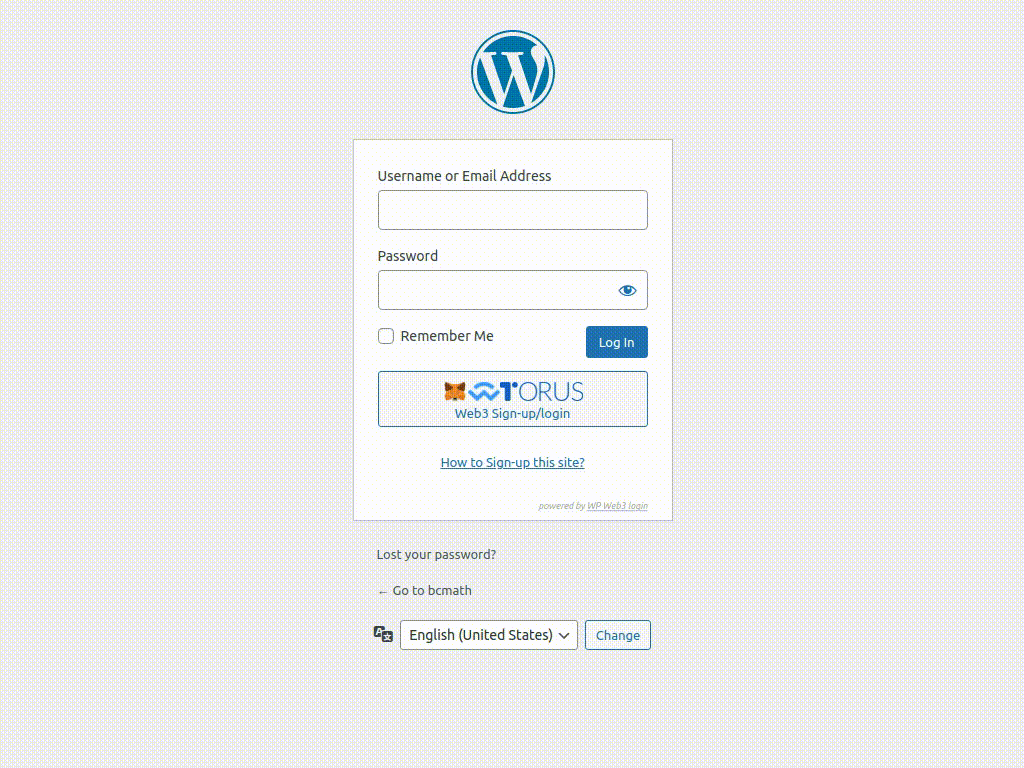 Username or Email Address
Password
Remember Me
Log In
TORUS
Web3 Sign-up/login
How to Sign-up this site?
powered by WP Web3 login
Lost your password?
← Go to bcmath
English (United States)
Change